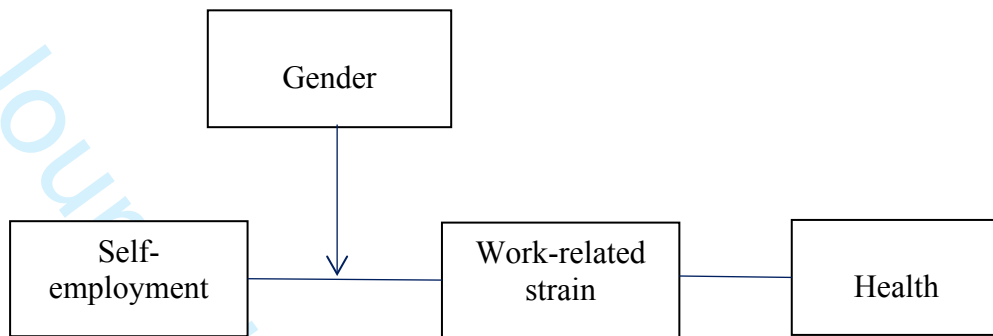 Gender
Self-
employment
Work-related
strain
Health